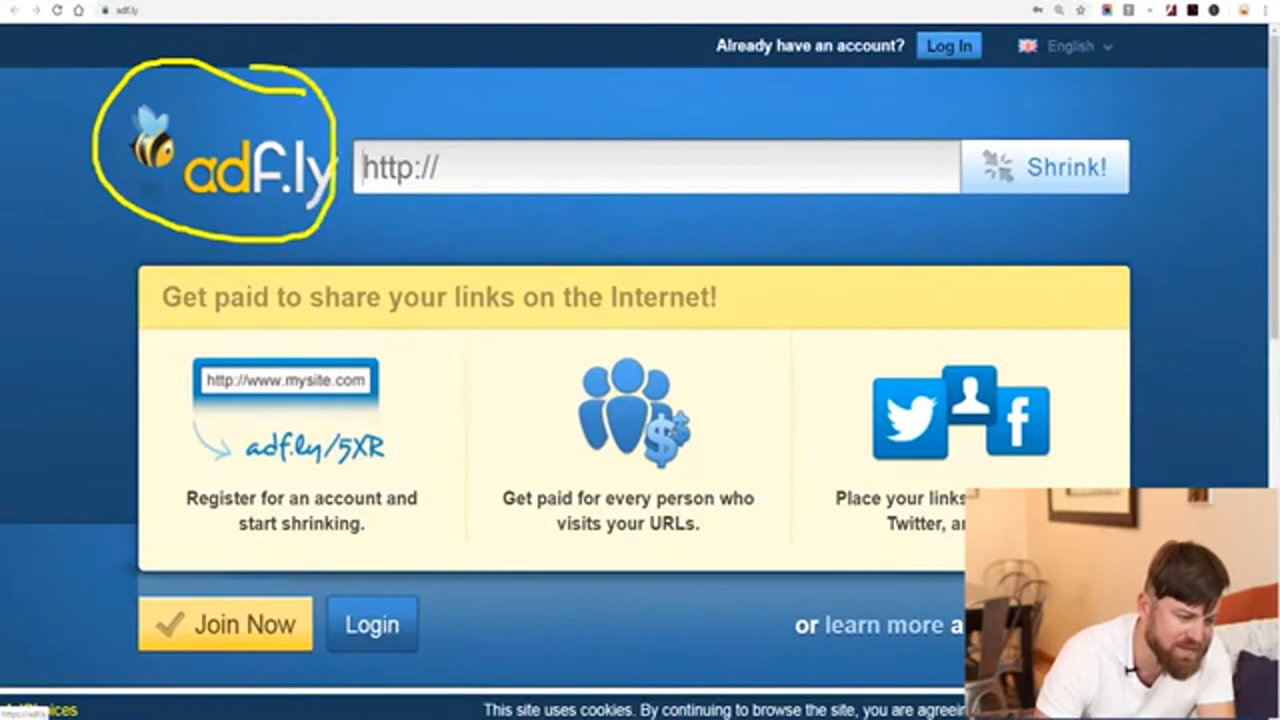 adf.ly
Already have an account?
Log In
English
adf.ly
http://
Shrink!
Get paid to share your links on the Internet!
http://www.mysite.com
adf.ly/5XR
Register for an account and
start shrinking.
Get paid for every person who
visits your URLs.
Place your links
Twitter,
Join Now
Login
or learn more
This site uses cookies. By continuing to browse the site, you are